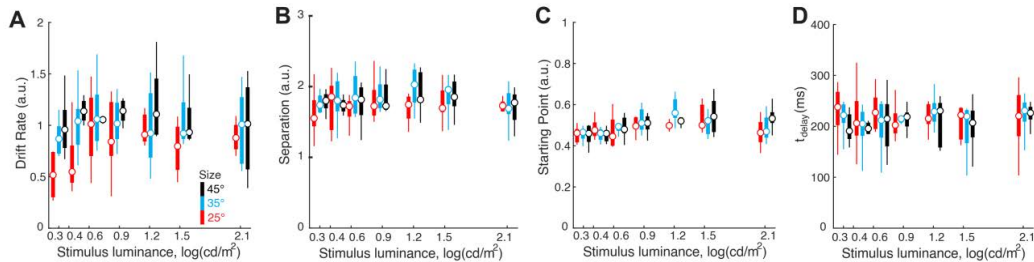 A
Drift Rate (a.u.)
2
1.5
1
0.5
0
Size
45°
35°
25°
0.3 0.4 0.6 0.9 1.2 1.5 2.1
Stimulus luminance, log(cd/m²)
B
Separation (a.u.)
3
2
1
0
0.3 0.4 0.6 0.9 1.2 1.5 2.1
Stimulus luminance, log(cd/m²)
C
Starting Point (a.u.)
1
0.8
0.6
0.4
0.2
0
0.3 0.4 0.6 0.9 1.2 1.5 2.1
Stimulus luminance, log(cd/m²)
D
tdelay (ms)
400
300
200
100
0
0.3 0.4 0.6 0.9 1.2 1.5 2.1
Stimulus luminance, log(cd/m²)